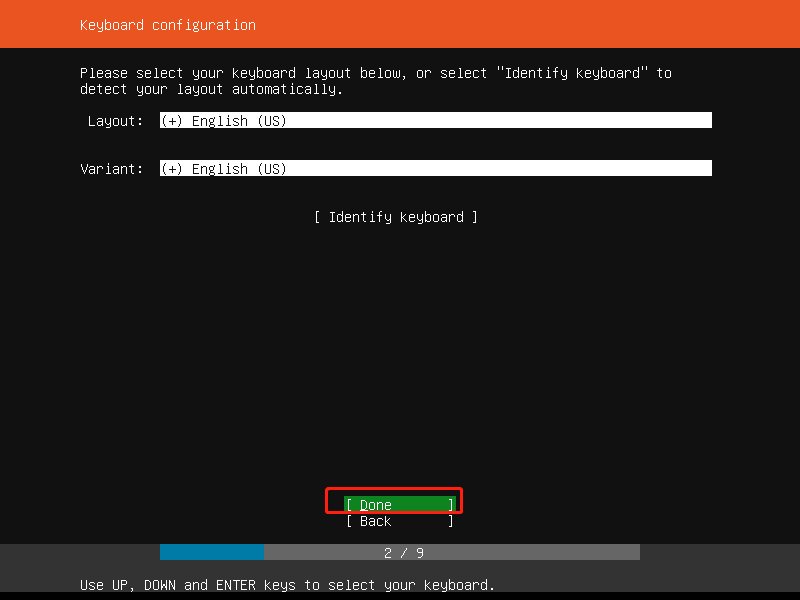 Keyboard configuration
Please select your keyboard layout below, or select "Identify keyboard" to
detect your layout automatically.
Layout: (+) English (US)
Variant: (+) English (US)
[ Identify keyboard ]
[ Done ]
[ Back ]
2 / 9
Use UP, DOWN and ENTER keys to select your keyboard.